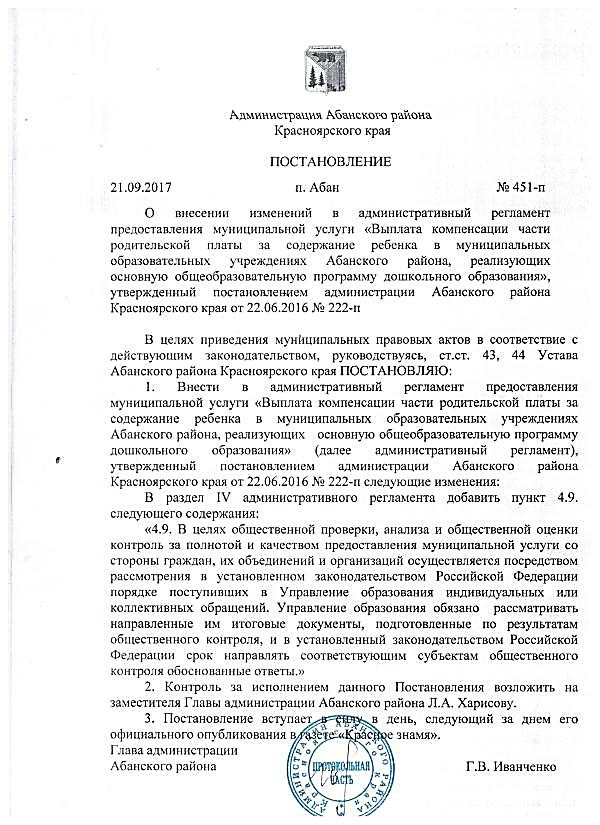 Администрация Абанского района
Красноярского края
ПОСТАНОВЛЕНИЕ
21.09.2017 п. Абан № 451-п
О внесении изменений в административный регламент
предоставления муниципальной услуги «Выплата компенсации части
родительской платы за содержание ребенка в муниципальных
образовательных учреждениях Абанского района, реализующих
основную общеобразовательную программу дошкольного образования»,
утвержденный постановлением администрации Абанского района
Красноярского края от 22.06.2016 № 222-п
В целях приведения муниципальных правовых актов в соответствие с
действующим законодательством, руководствуясь, ст.ст. 43, 44 Устава
Абанского района Красноярского края ПОСТАНОВЛЯЮ:
1. Внести в административный регламент предоставления
муниципальной услуги «Выплата компенсации части родительской платы за
содержание ребенка в муниципальных образовательных учреждениях
Абанского района, реализующих основную общеобразовательную программу
дошкольного образования» (далее административный регламент),
утвержденный постановлением администрации Абанского района
Красноярского края от 22.06.2016 № 222-п следующие изменения:
В раздел IV административного регламента добавить пункт 4.9.
следующего содержания:
«4.9. В целях общественной проверки, анализа и общественной оценки
контроль за полнотой и качеством предоставления муниципальной услуги со
стороны граждан, их объединений и организаций осуществляется посредством
рассмотрения в установленном законодательством Российской Федерации
порядке поступивших в Управление образования индивидуальных или
коллективных обращений. Управление образования обязано рассматривать
направленные им итоговые документы, подготовленные по результатам
общественного контроля, и в установленный законодательством Российской
Федерации срок направлять соответствующим субъектам общественного
контроля обоснованные ответы.»
2. Контроль за исполнением данного Постановления возложить на
заместителя Главы администрации Абанского района Л.А. Харисову.
3. Постановление вступает в силу в день, следующий за днем его
официального опубликования в газете «Красное знамя».
Глава администрации
Абанского района Г.В. Иванченко
АДМИНИСТРАЦИЯ АБАНСКОГО РАЙОНА
Красноярского края
ПРОТОКОЛЬНАЯ
ЧАСТЬ